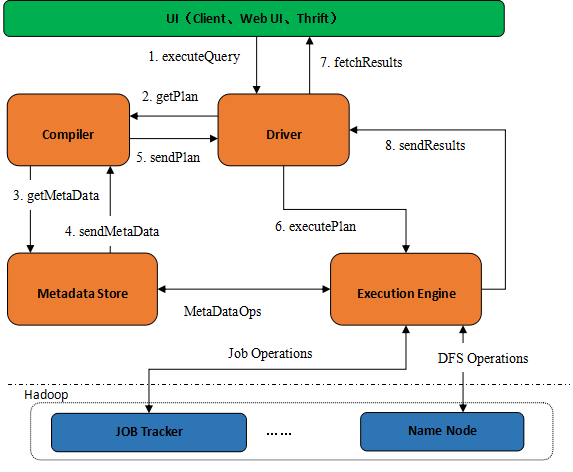 UI（Client、Web UI、Thrift）
1. executeQuery
7. fetchResults
2. getPlan
Compiler
Driver
5. sendPlan
8. sendResults
3. getMetaData
4. sendMetaData
6. executePlan
Metadata Store
Execution Engine
MetaDataOps
Job Operations
DFS Operations
Hadoop
JOB Tracker
……
Name Node